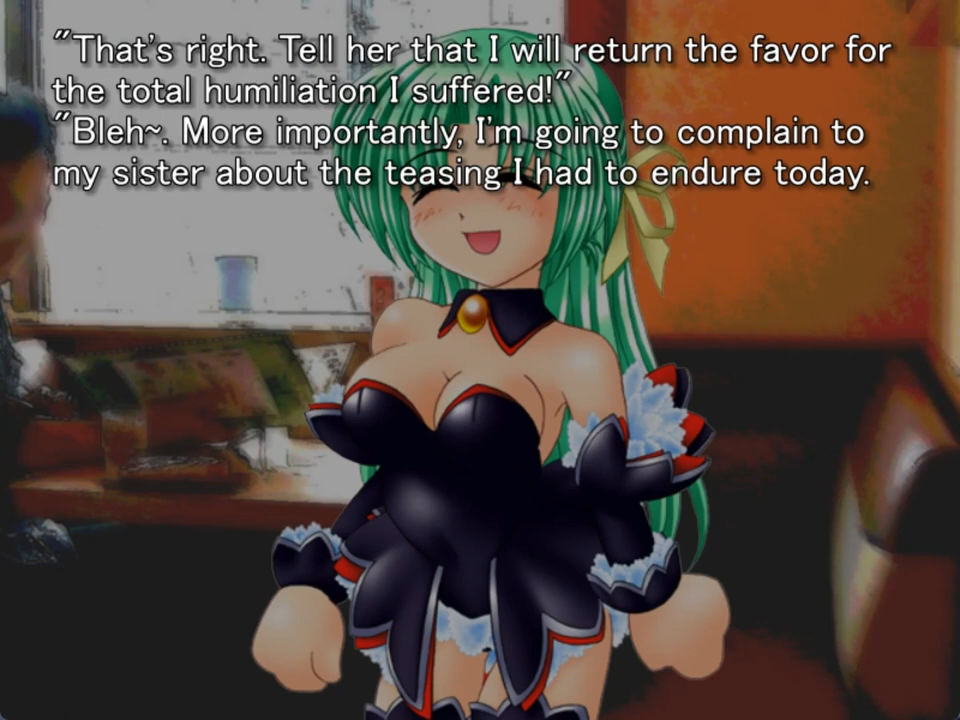 "That's right. Tell her that I will return the favor for
the total humiliation I suffered!"
"Bleh~. More importantly, I'm going to complain to
my sister about the teasing I had to endure today.